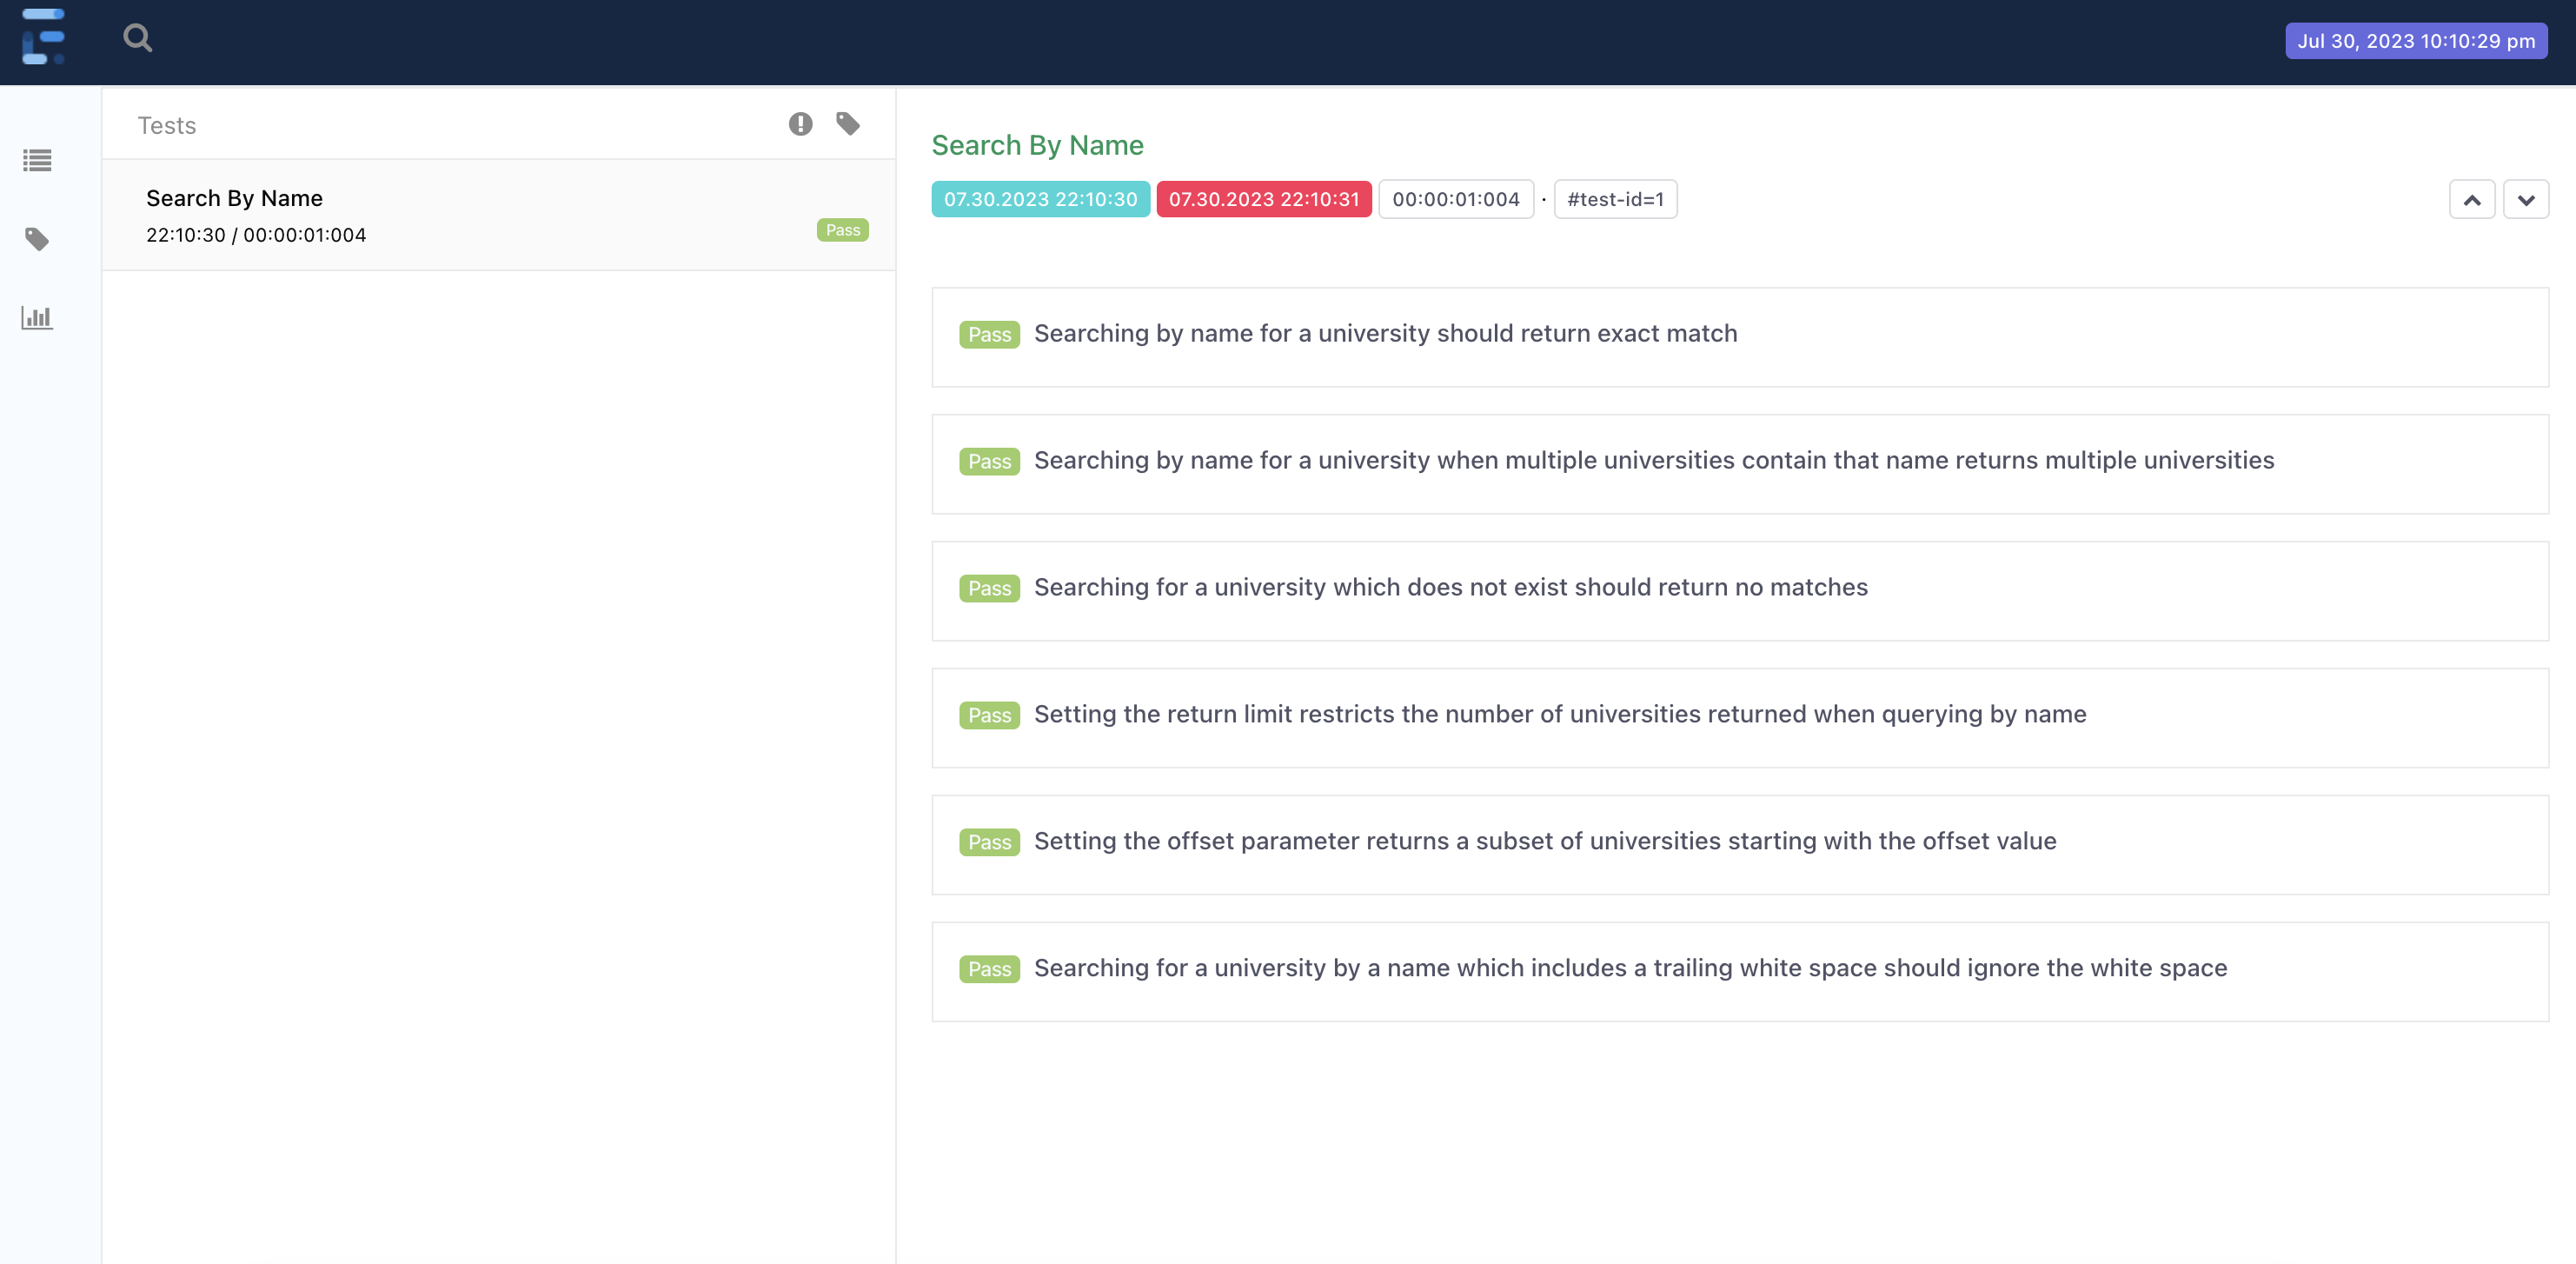 Jul 30, 2023 10:10:29 pm
Tests
Search By Name
22:10:30 / 00:00:01:004
Pass
Search By Name
07.30.2023 22:10:30 07.30.2023 22:10:31 00:00:01:004 · #test-id=1
Pass Searching by name for a university should return exact match
Pass Searching by name for a university when multiple universities contain that name returns multiple universities
Pass Searching for a university which does not exist should return no matches
Pass Setting the return limit restricts the number of universities returned when querying by name
Pass Setting the offset parameter returns a subset of universities starting with the offset value
Pass Searching for a university by a name which includes a trailing white space should ignore the white space